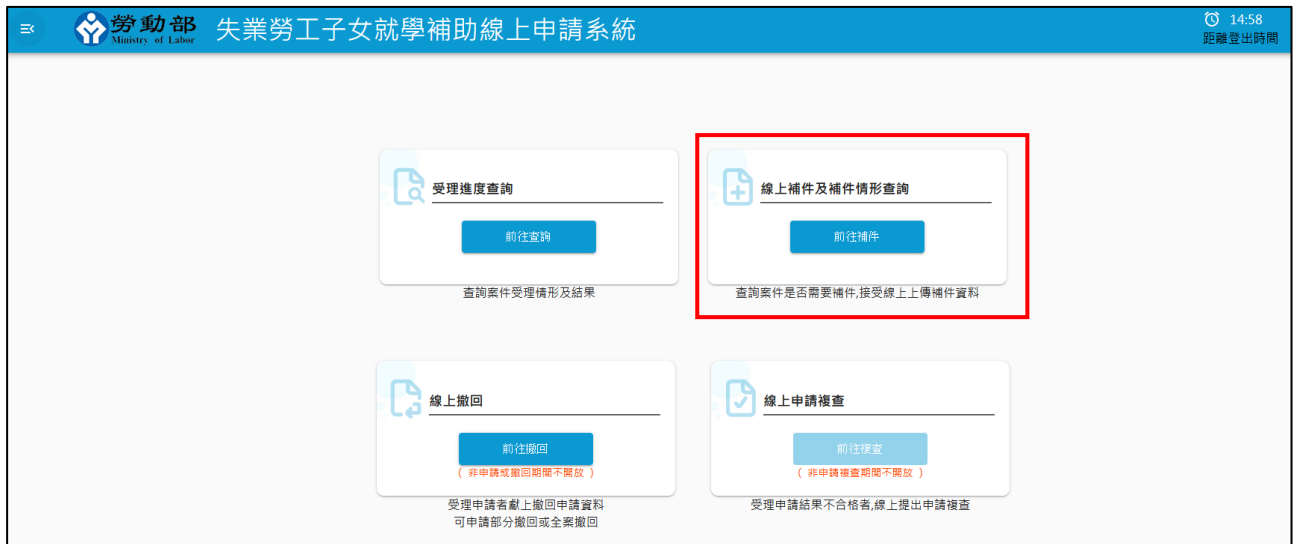 勞動部
Ministry of Labor
失業勞工子女就學補助線上申請系統
14:58
距離登出時間
受理進度查詢
前往查詢
查詢案件受理情形及結果
線上補件及補件情形查詢
前往補件
查詢案件是否需要補件,接受線上上傳補件資料
線上撤回
前往撤回
( 非申請或撤回期間不開放 )
受理申請者獻上撤回申請資料
可申請部分撤回或全案撤回
線上申請複查
前往複查
( 非申請複查期間不開放 )
受理申請結果不合格者,線上提出申請複查